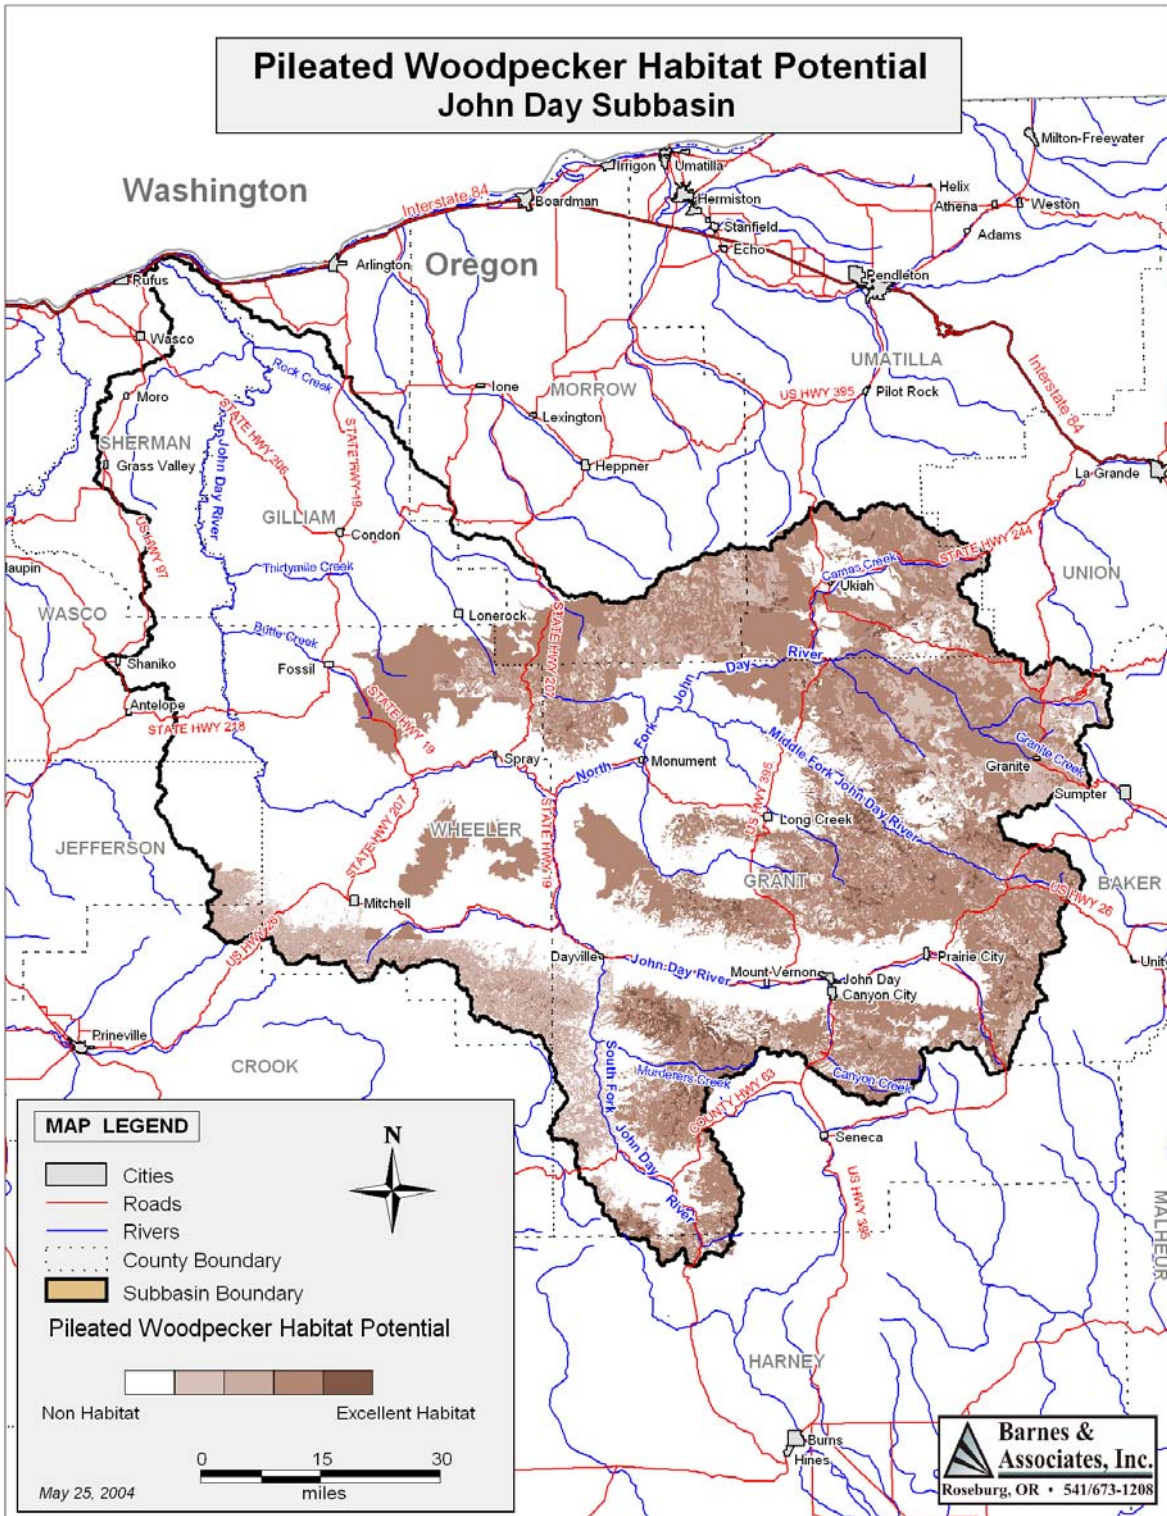 Pileated Woodpecker Habitat Potential
John Day Subbasin
Milton-Freewater
Irrigon
Umatilla
Washington
Interstate 84
Boardman
Hermiston
Helix
Athena
Weston
Stanfield
Adams
Echo
Oregon
Arlington
Pendleton
Rufus
Wasco
UMATILLA
Rock Creek
Interstate 84
Ione
MORROW
US HWY 395
Pilot Rock
Moro
STATE HWY 206
STATE HWY 19
Lexington
SHERMAN
John Day River
Grass Valley
Heppner
La Grande
GILLIAM
US HWY 97
Condon
STATE HWY 244
Camas Creek
Thirtymile Creek
Ukiah
UNION
aupin
WASCO
Lonerock
STATE HWY 207
Butte Creek
Shaniko
Fossil
North Fork John Day River
Antelope
STATE HWY 218
STATE HWY 19
Middle Fork John Day River
Granite Creek
Spray
Monument
Granite
Sumpter
US HWY 395
STATE HWY 207
WHEELER
STATE HWY 19
Long Creek
JEFFERSON
GRANT
US HWY 26
BAKER
Mitchell
US HWY 26
Dayville
John Day River
Mount Vernon
John Day
Canyon City
Prairie City
Unity
Prineville
CROOK
South Fork John Day River
Murderers Creek
Canyon Creek
COUNTY HWY 63
Seneca
US HWY 395
MALHEUR
HARNEY
Burns
Hines
MAP LEGEND
N
Cities
Roads
Rivers
County Boundary
Subbasin Boundary
Pileated Woodpecker Habitat Potential
Non Habitat
Excellent Habitat
0 15 30
miles
May 25, 2004
Barnes &
Associates, Inc.
Roseburg, OR • 541/673-1208